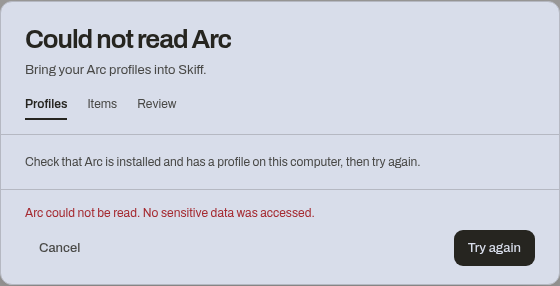 Could not read Arc
Bring your Arc profiles into Skiff.
Profiles Items Review
Check that Arc is installed and has a profile on this computer, then try again.
Arc could not be read. No sensitive data was accessed.
Cancel Try again